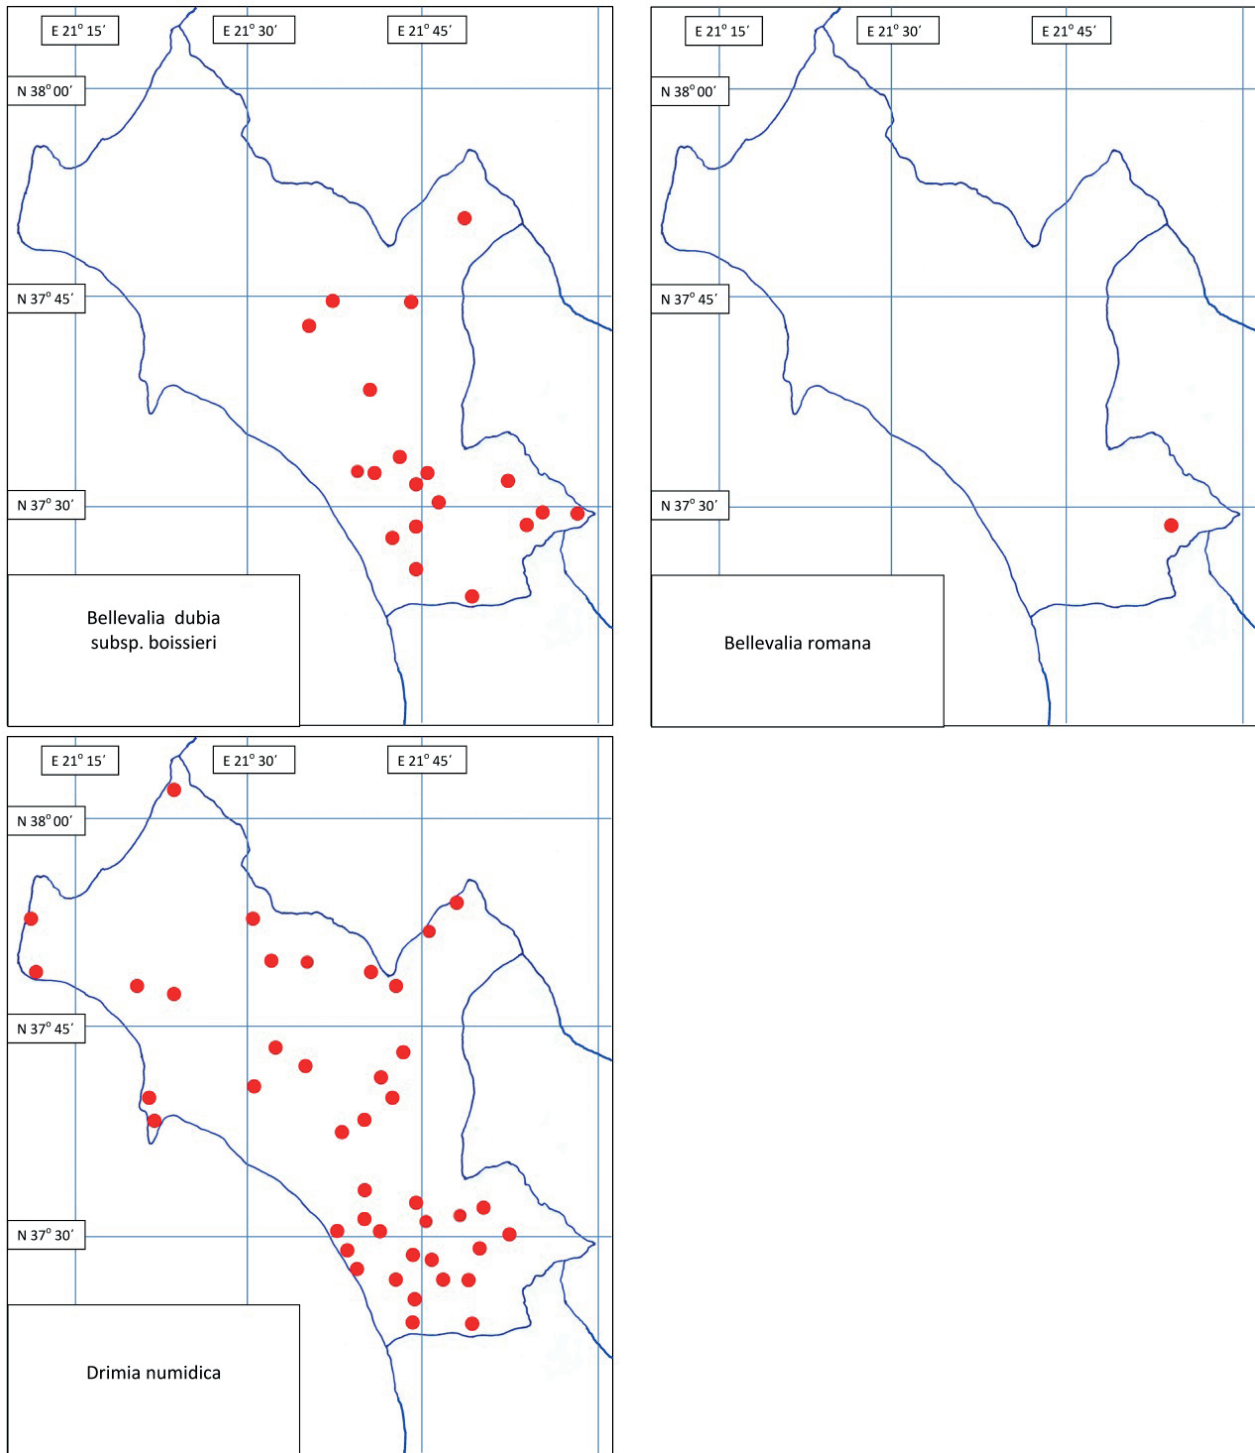 E 21° 15´
E 21° 30´
E 21° 45´
N 38° 00´
N 37° 45´
N 37° 30´
Bellevalia  dubia
subsp. boissieri
E 21° 15´
E 21° 30´
E 21° 45´
N 38° 00´
N 37° 45´
N 37° 30´
Bellevalia romana
E 21° 15´
E 21° 30´
E 21° 45´
N 38° 00´
N 37° 45´
N 37° 30´
Drimia numidica